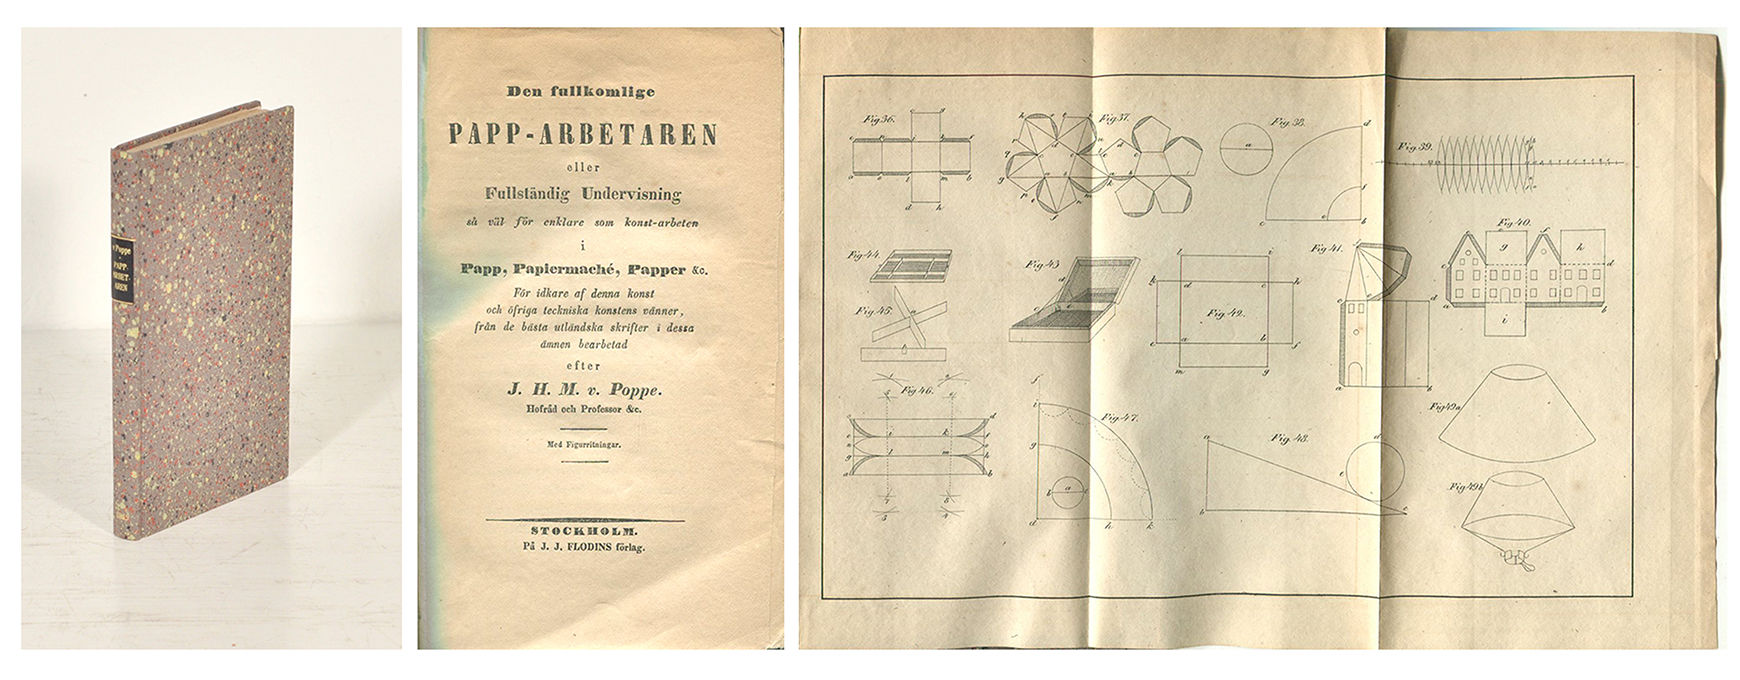 v Poppe
PAPP
ARBET-
AREN
Den fullkomlige
PAPP-ARBETAREN
eller
Fullständig Undervisning
så väl för enklare som konst-arbeten
i
Papp, Papiermaché, Papper &c.
För idkare af denna konst
och öfriga teckniska konstens vänner,
från de bästa utländska skrifter i dessa
ämnen bearbetad
efter
J. H. M. v. Poppe.
Hofråd och Professor &c.
Med Figurritningar.
STOCKHOLM.
På J. J. FLODINS förlag.
Fig. 36.
Fig. 37.
Fig. 38.
Fig. 39.
Fig. 40.
Fig. 41.
Fig. 44.
Fig. 43
Fig. 42.
Fig. 45.
Fig. 46.
Fig. 47.
Fig. 48.
Fig 49a
Fig 49b